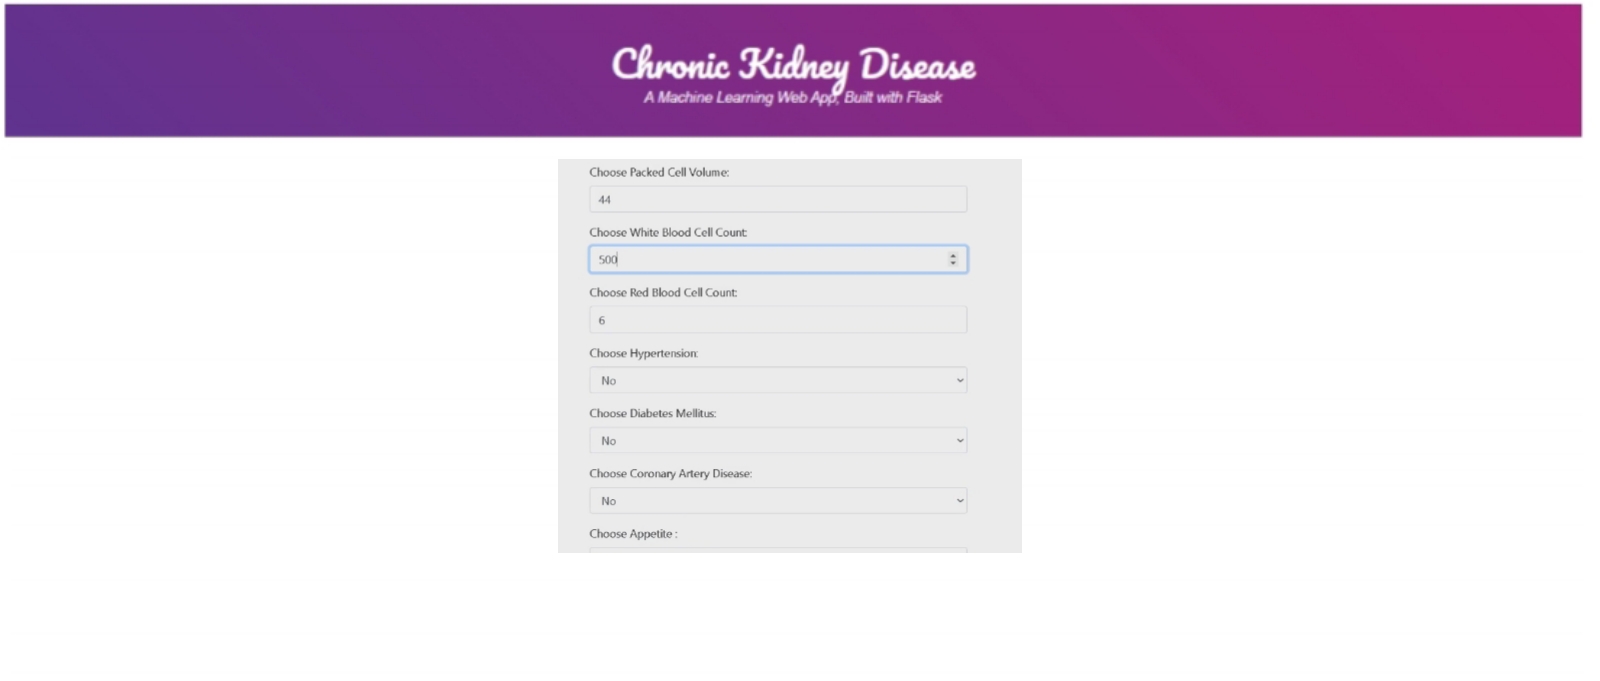 Chronic Kidney Disease
A Machine Learning Web App, Built with Flask
Choose Packed Cell Volume:
44
Choose White Blood Cell Count:
500
Choose Red Blood Cell Count:
6
Choose Hypertension:
No
Choose Diabetes Mellitus:
No
Choose Coronary Artery Disease:
No
Choose Appetite :